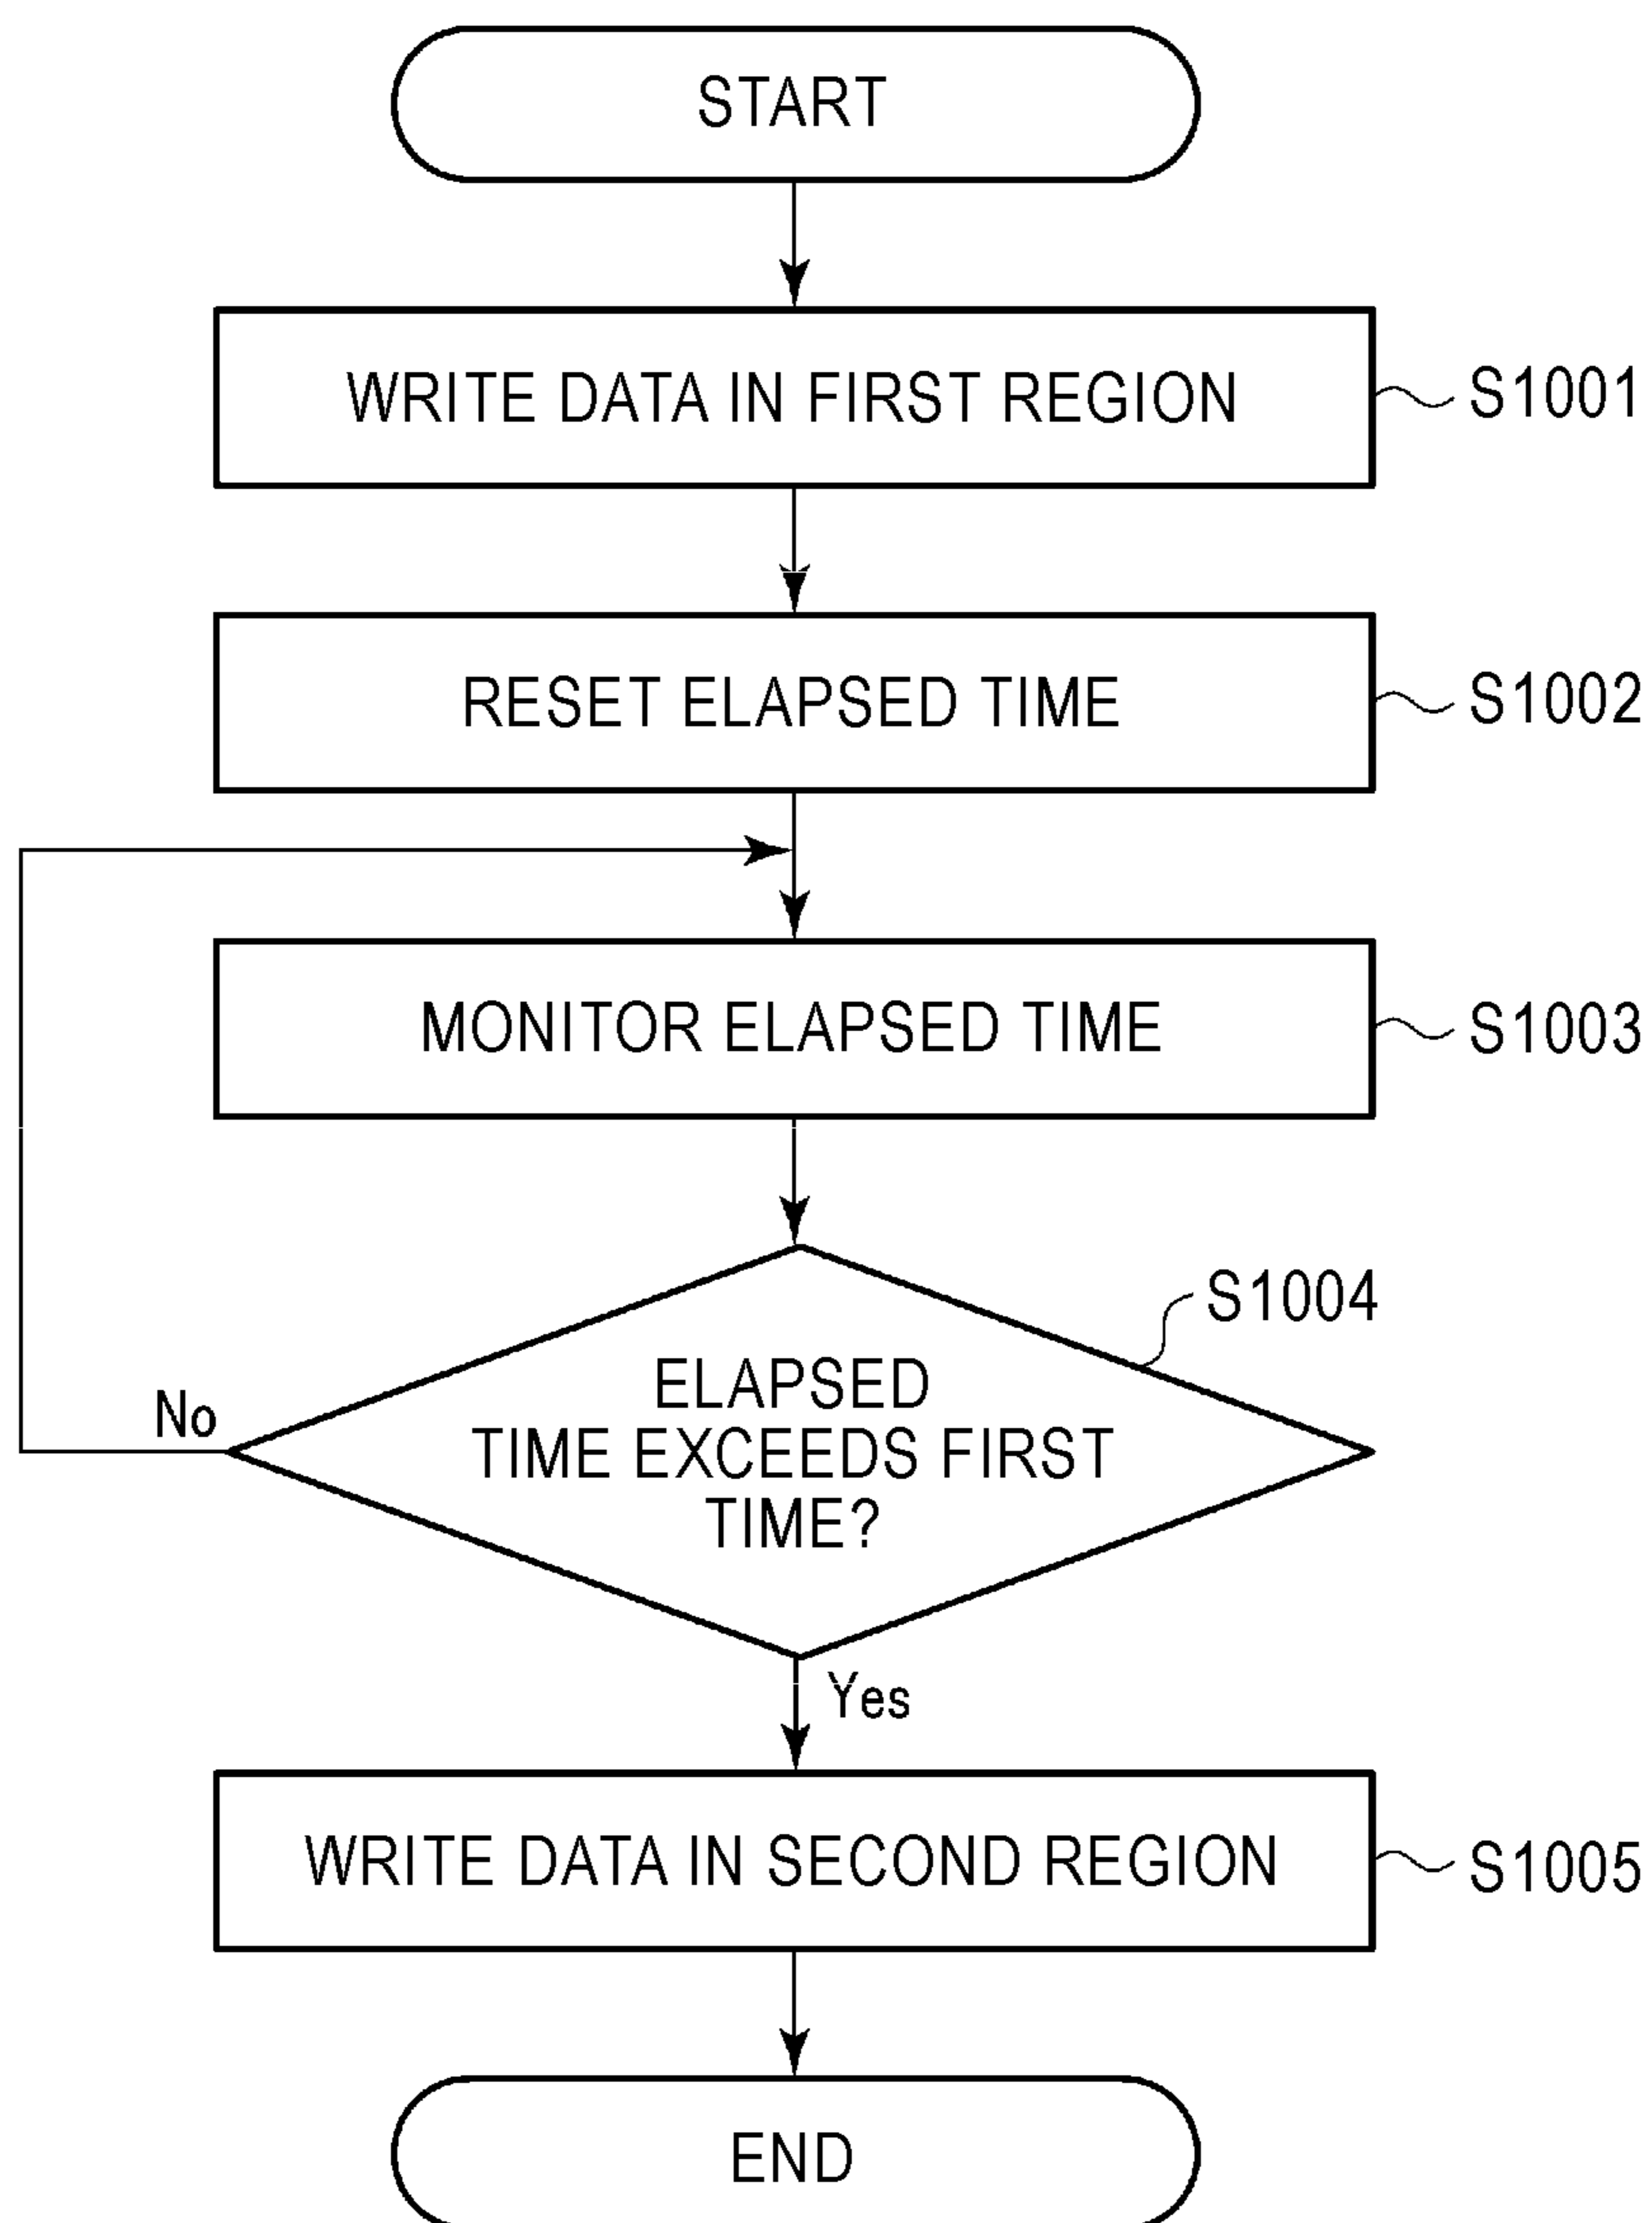 START
WRITE DATA IN FIRST REGION
S1001
RESET ELAPSED TIME
S1002
MONITOR ELAPSED TIME
S1003
S1004
ELAPSED
TIME EXCEEDS FIRST
TIME?
No
Yes
WRITE DATA IN SECOND REGION
S1005
END